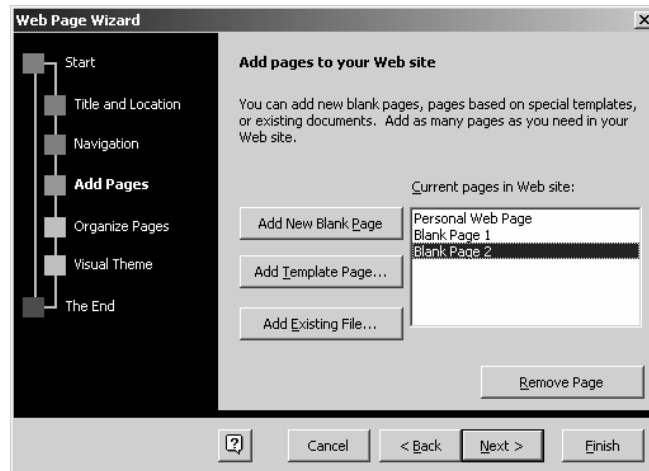 Web Page Wizard
Start
Title and Location
Navigation
Add Pages
Organize Pages
Visual Theme
The End
Add pages to your Web site
You can add new blank pages, pages based on special templates,
or existing documents. Add as many pages as you need in your
Web site.
Current pages in Web site:
Add New Blank Page
Add Template Page...
Add Existing File...
Personal Web Page
Blank Page 1
Blank Page 2
Remove Page
?
Cancel
< Back
Next >
Finish